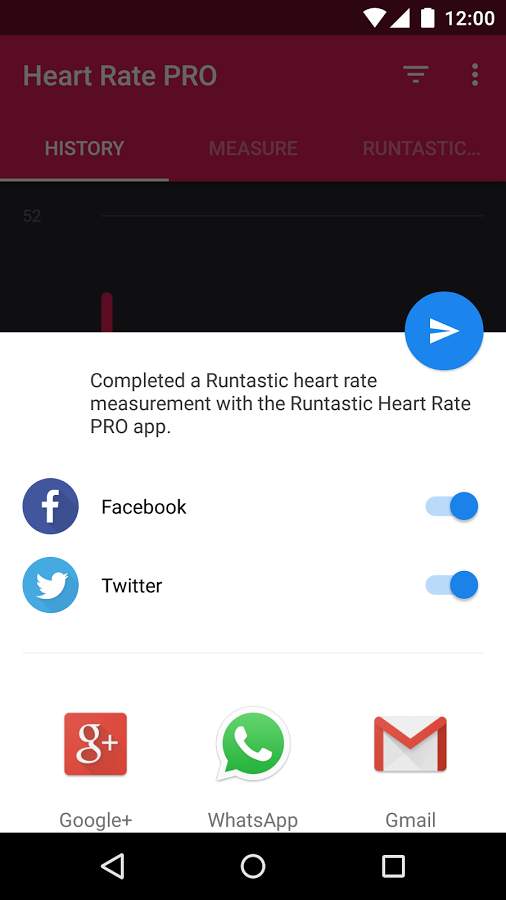 12:00
Heart Rate PRO
HISTORY MEASURE RUNTASTIC...
52
Completed a Runtastic heart rate
measurement with the Runtastic Heart Rate
PRO app.
Facebook
Twitter
g+
Google+ WhatsApp Gmail